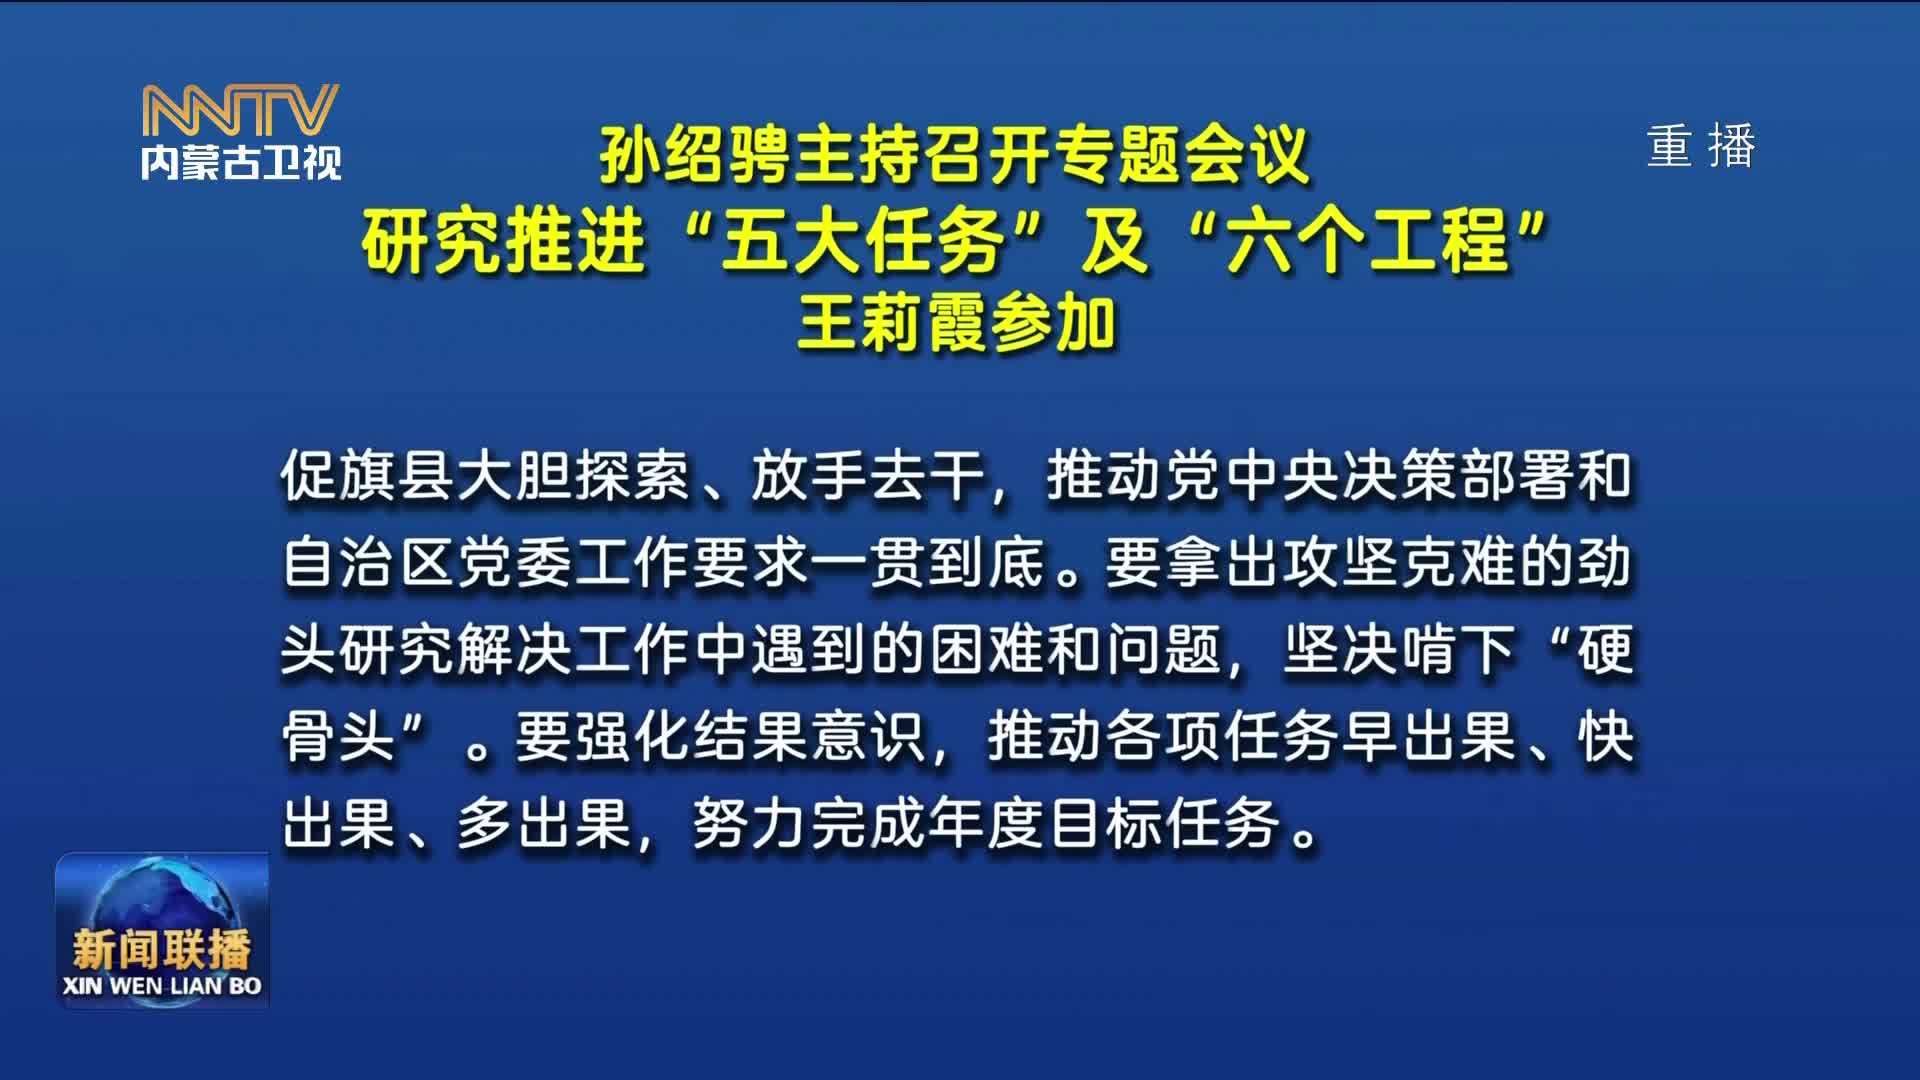 NNTV
内蒙古卫视
重播
孙绍骋主持召开专题会议
研究推进“五大任务”及“六个工程”
王莉霞参加
促旗县大胆探索、放手去干，推动党中央决策部署和
自治区党委工作要求一贯到底。要拿出攻坚克难的劲
头研究解决工作中遇到的困难和问题，坚决啃下“硬
骨头”。要强化结果意识，推动各项任务早出果、快
出果、多出果，努力完成年度目标任务。
新闻联播
XIN WEN LIAN BO